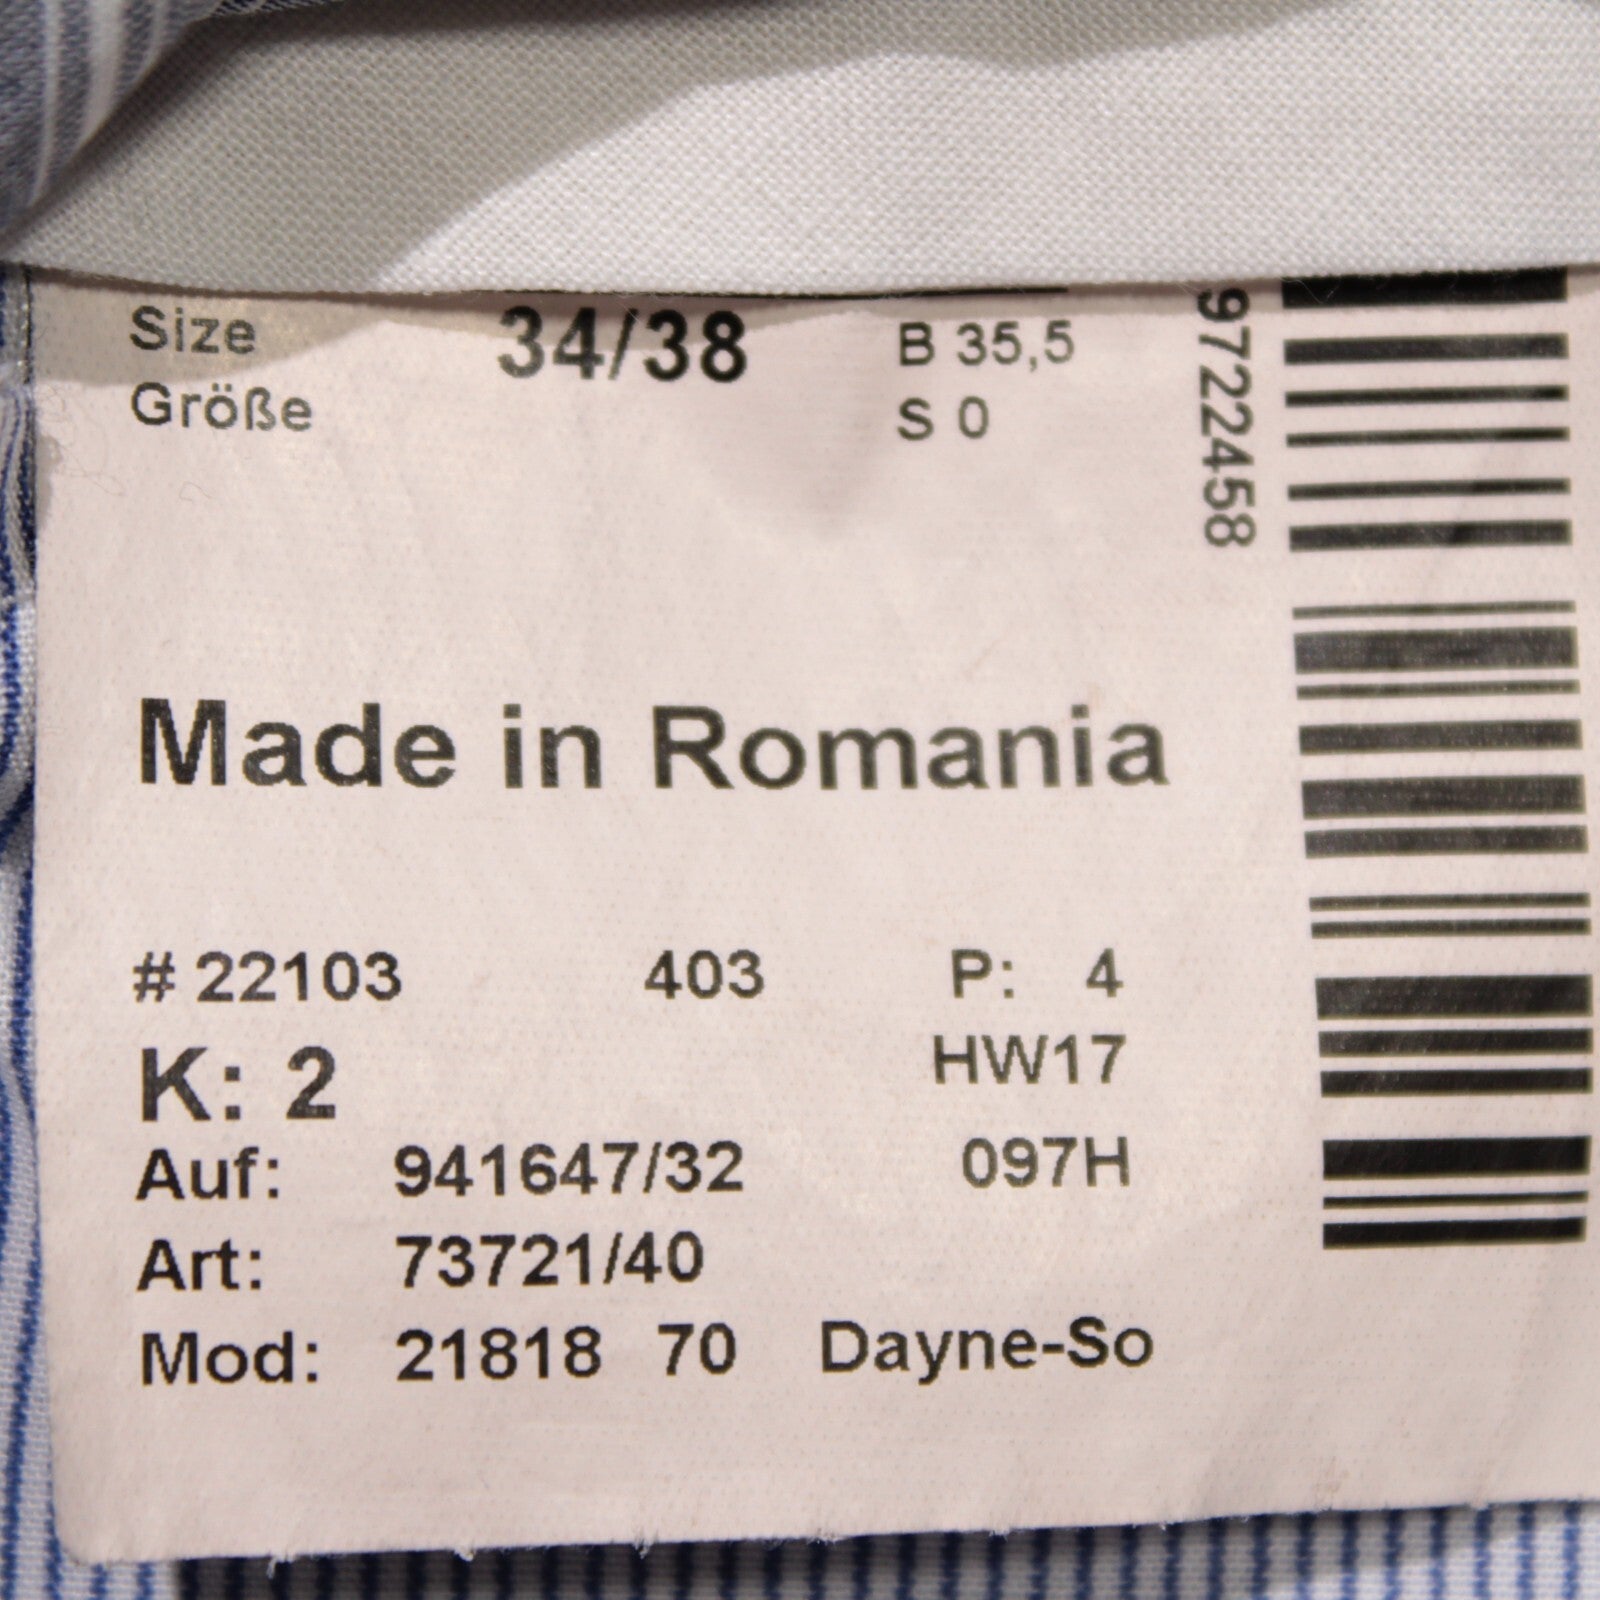 Size 34/38 B 35,5
Größe S 0
9722458
Made in Romania
# 22103 403 P: 4
K: 2 HW17
Auf: 941647/32 097H
Art: 73721/40
Mod: 21818 70 Dayne-So